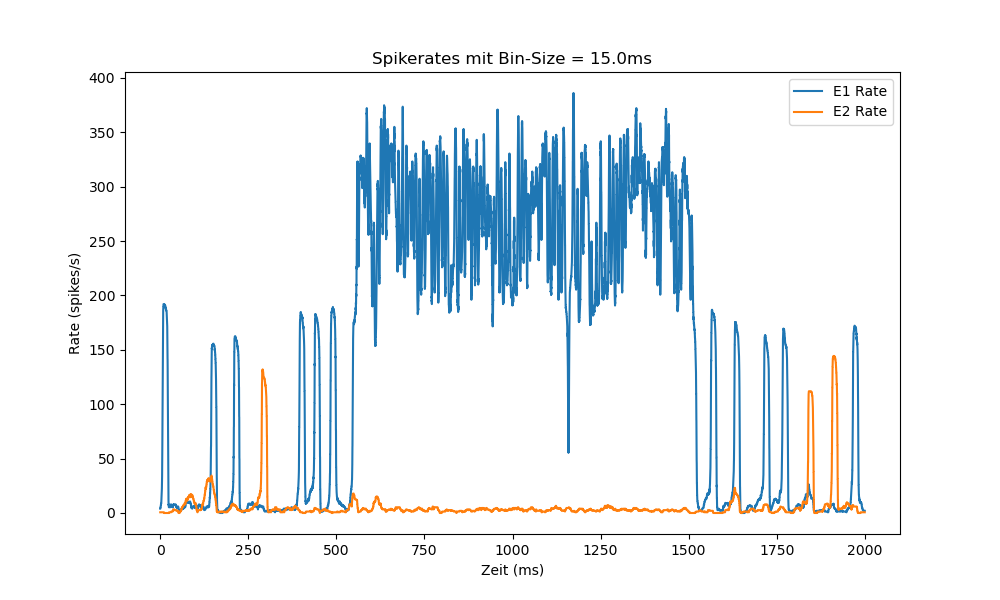 Spikerates mit Bin-Size = 15.0ms
E1 Rate
E2 Rate
400
350
300
250
200
150
100
50
0
Rate (spikes/s)
0 250 500 750 1000 1250 1500 1750 2000
Zeit (ms)